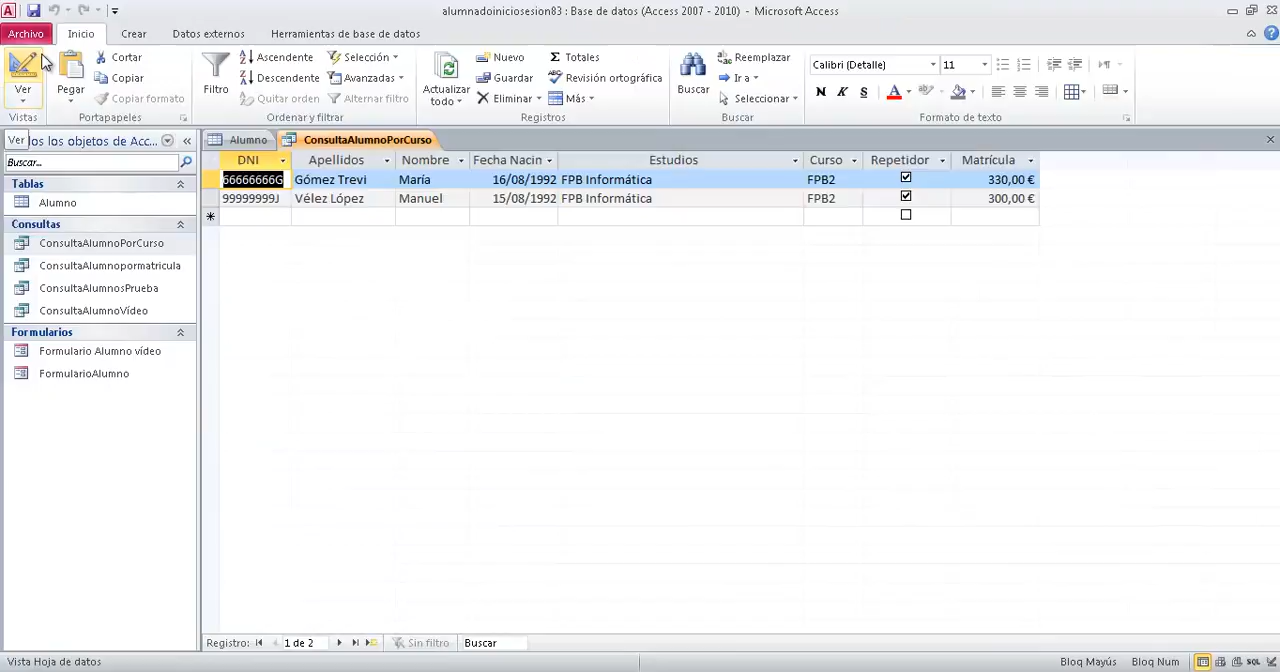 alumnadoiniciosesion83 : Base de datos (Access 2007 - 2010) - Microsoft Access
Archivo Inicio Crear Datos externos Herramientas de base de datos
Ver Pegar Cortar Copiar Copiar formato
Filtro Ascendente Descendente Quitar orden Selección Avanzadas Alternar filtro
Actualizar todo Nuevo Guardar Eliminar Totales Revisión ortográfica Más
Buscar Reemplazar Ir a Seleccionar
Calibri (Detalle) 11
N K S A
Vistas Portapapeles Ordenar y filtrar Registros Buscar Formato de texto
Ver los los objetos de Acc...
Buscar...
Tablas
Alumno
Consultas
ConsultaAlumnoPorCurso
ConsultaAlumnopormatricula
ConsultaAlumnosPrueba
ConsultaAlumnoVídeo
Formularios
Formulario Alumno vídeo
FormularioAlumno
Alumno ConsultaAlumnoPorCurso
DNI Apellidos Nombre Fecha Nacin Estudios Curso Repetidor Matrícula
66666666G Gómez Trevi María 16/08/1992 FPB Informática FPB2 330,00 €
99999999J Vélez López Manuel 15/08/1992 FPB Informática FPB2 300,00 €
Registro: 1 de 2 Sin filtro Buscar
Vista Hoja de datos Bloq Mayús Bloq Num SQL